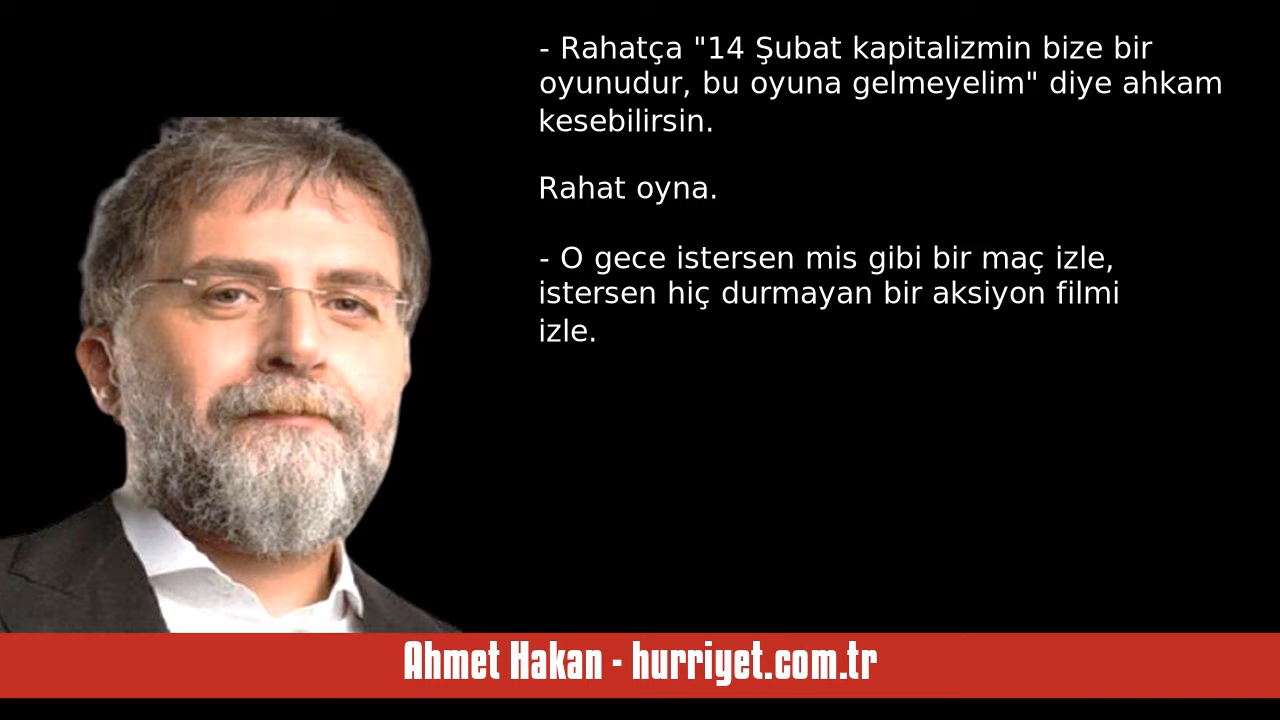 - Rahatça "14 Şubat kapitalizmin bize bir
oyunudur, bu oyuna gelmeyelim" diye ahkam
kesebilirsin.
Rahat oyna.
- O gece istersen mis gibi bir maç izle,
istersen hiç durmayan bir aksiyon filmi
izle.
Ahmet Hakan - hurriyet.com.tr